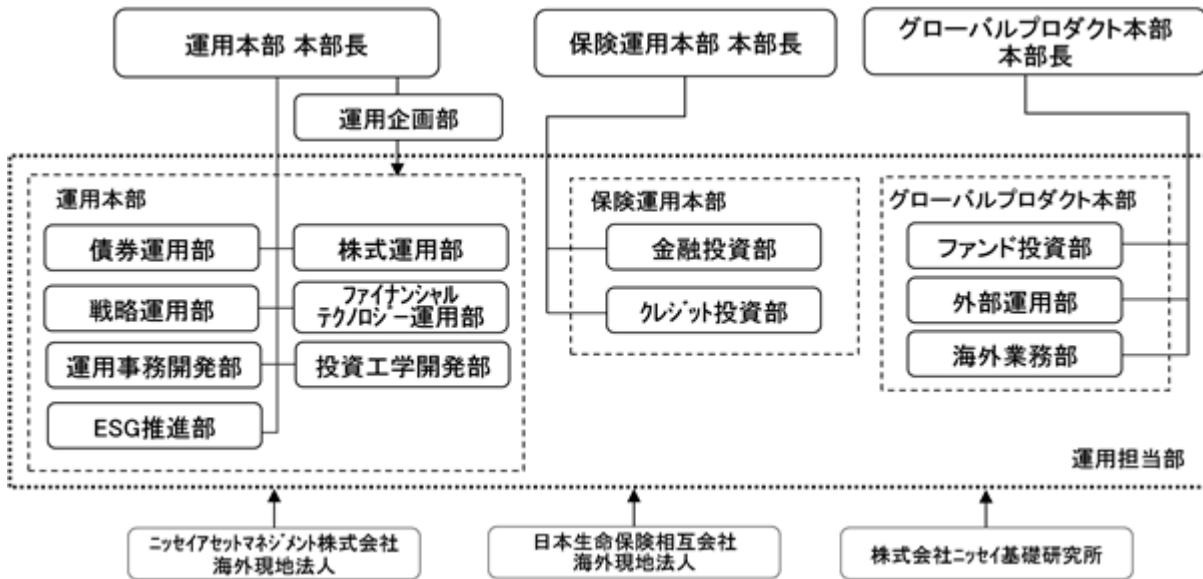 運用本部 本部長
保険運用本部 本部長
グローバルプロダクト本部
本部長
運用企画部
運用本部
債券運用部
株式運用部
戦略運用部
ファイナンシャル
テクノロジー運用部
運用事務開発部
投資工学開発部
ESG推進部
保険運用本部
金融投資部
クレジット投資部
グローバルプロダクト本部
ファンド投資部
外部運用部
海外業務部
運用担当部
ニッセイアセットマネジメント株式会社
海外現地法人
日本生命保険相互会社
海外現地法人
株式会社ニッセイ基礎研究所